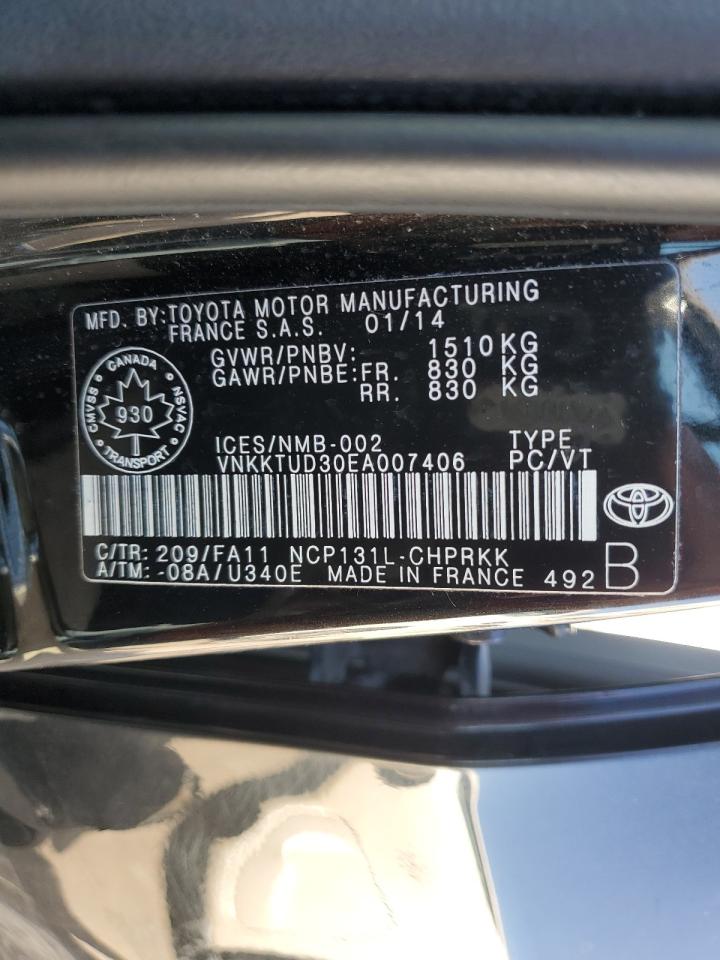 MFD. BY:TOYOTA MOTOR MANUFACTURING
FRANCE S.A.S. 01/14
GVWR/PNBV: 1510KG
GAWR/PNBE:FR. 830 KG
RR. 830 KG
CANADA
CMVSS 930 NSVAC
TRANSPORT
ICES/NMB-002 TYPE
VNKKTUD30EA007406 PC/VT
C/TR: 209/FA11 NCP131L-CHPRKK
A/TM: -08A/U340E MADE IN FRANCE 492 B